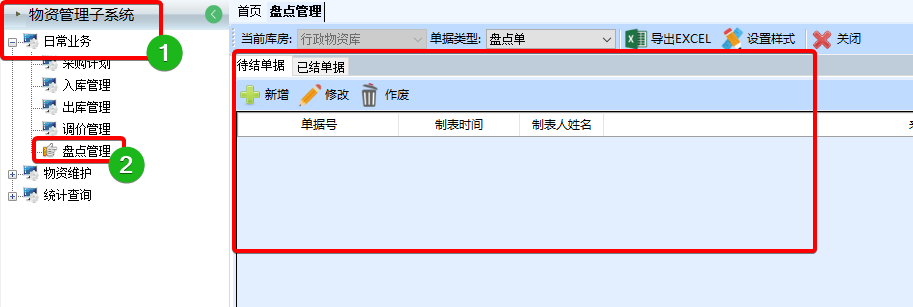 物资管理子系统
日常业务
1
采购计划
入库管理
出库管理
调价管理
盘点管理
2
物资维护
统计查询
首页 盘点管理
当前库房: 行政物资库 单据类型: 盘点单 导出EXCEL 设置样式 关闭
待结单据 已结单据
新增 修改 作废
单据号 制表时间 制表人姓名